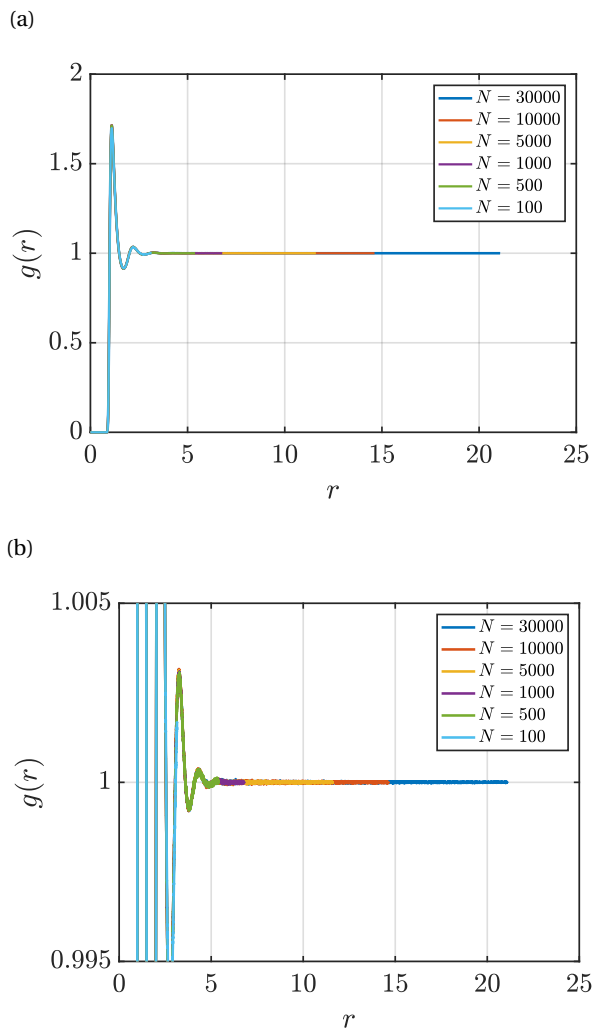 (a)
2
1.5
1
0.5
0
g(r)
N = 30000
N = 10000
N = 5000
N = 1000
N = 500
N = 100
0 5 10 15 20 25
r
(b)
1.005
1
0.995
g(r)
N = 30000
N = 10000
N = 5000
N = 1000
N = 500
N = 100
0 5 10 15 20 25
r